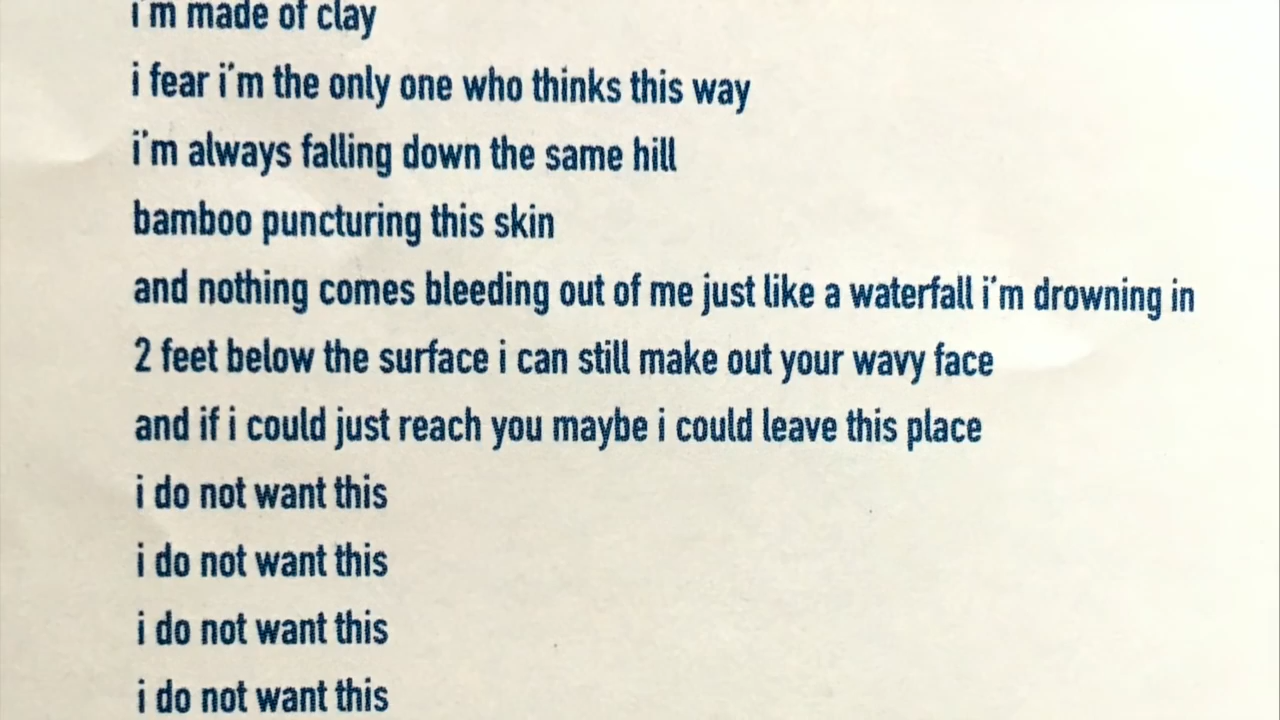 i'm made of clay
i fear i'm the only one who thinks this way
i'm always falling down the same hill
bamboo puncturing this skin
and nothing comes bleeding out of me just like a waterfall i'm drowning in
2 feet below the surface i can still make out your wavy face
and if i could just reach you maybe i could leave this place
i do not want this
i do not want this
i do not want this
i do not want this